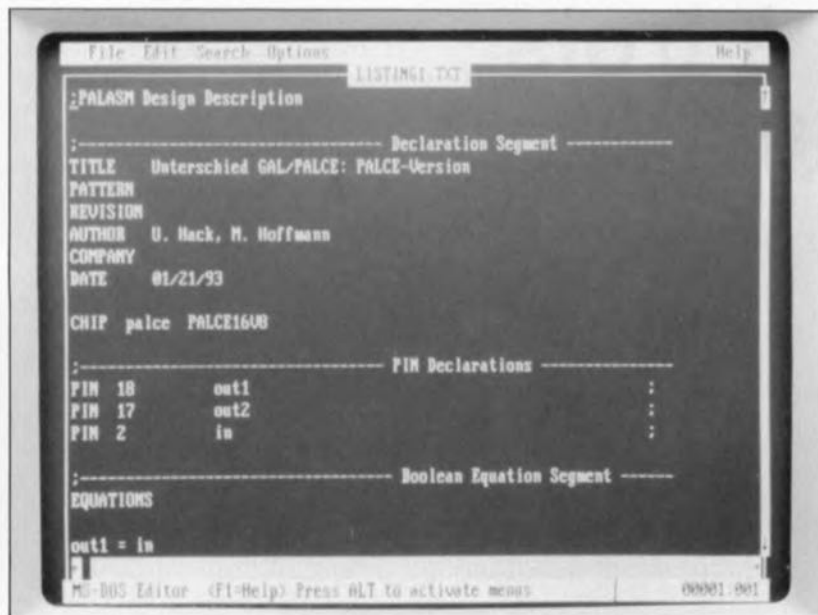 File Edit Search Options Help
LISTING1.TXT
;PALASM Design Description
;---------------------------------- Declaration Segment ------------
TITLE Unterschied GAL/PALCE: PALCE-Version
PATTERN
REVISION
AUTHOR U. Hack, M. Hoffmann
COMPANY
DATE 01/21/93
CHIP palce PALCE16V8
;---------------------------------- PIN Declarations ---------------
PIN 18 out1 ;
PIN 17 out2 ;
PIN 2 in ;
;----------------------------------- Boolean Equation Segment ------
EQUATIONS
out1 = in
MS-DOS Editor <F1=Help> Press ALT to activate menus 00001:001